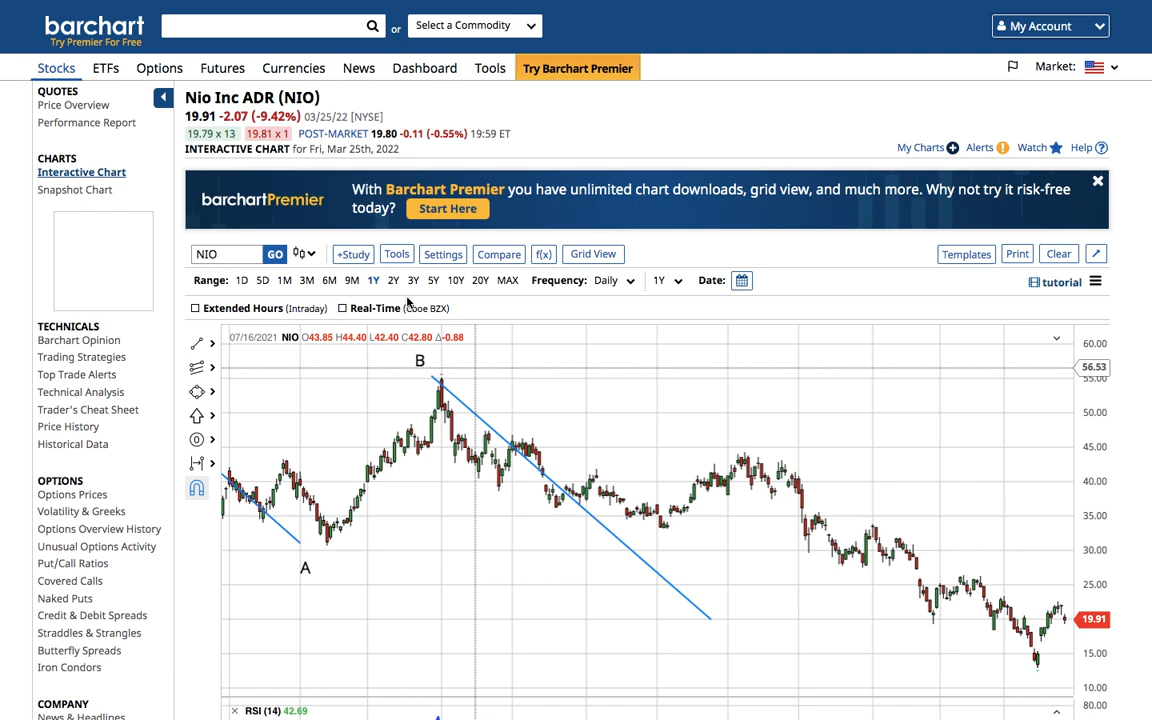 barchart
Try Premier For Free
or
Select a Commodity
My Account
Stocks ETFs Options Futures Currencies News Dashboard Tools Try Barchart Premier
Market:
QUOTES
Price Overview
Performance Report
CHARTS
Interactive Chart
Snapshot Chart
TECHNICALS
Barchart Opinion
Trading Strategies
Top Trade Alerts
Technical Analysis
Trader's Cheat Sheet
Price History
Historical Data
OPTIONS
Options Prices
Volatility & Greeks
Options Overview History
Unusual Options Activity
Put/Call Ratios
Covered Calls
Naked Puts
Credit & Debit Spreads
Straddles & Strangles
Butterfly Spreads
Iron Condors
COMPANY
News & Headlines
Nio Inc ADR (NIO)
19.91 -2.07 (-9.42%) 03/25/22 [NYSE]
19.79 x 13 19.81 x 1 POST-MARKET 19.80 -0.11 (-0.55%) 19:59 ET
INTERACTIVE CHART for Fri, Mar 25th, 2022
My Charts Alerts Watch Help
barchartPremier
With Barchart Premier you have unlimited chart downloads, grid view, and much more. Why not try it risk-free
today? Start Here
NIO GO +Study Tools Settings Compare f(x) Grid View Templates Print Clear
Range: 1D 5D 1M 3M 6M 9M 1Y 2Y 3Y 5Y 10Y 20Y MAX Frequency: Daily 1Y Date:
tutorial
Extended Hours (Intraday) Real-Time (Cboe BZX)
07/16/2021 NIO O43.85 H44.40 L42.40 C42.80 Δ-0.88
B
A
60.00
56.53
55.00
50.00
45.00
40.00
35.00
30.00
25.00
19.91
15.00
10.00
80.00
RSI (14) 42.69